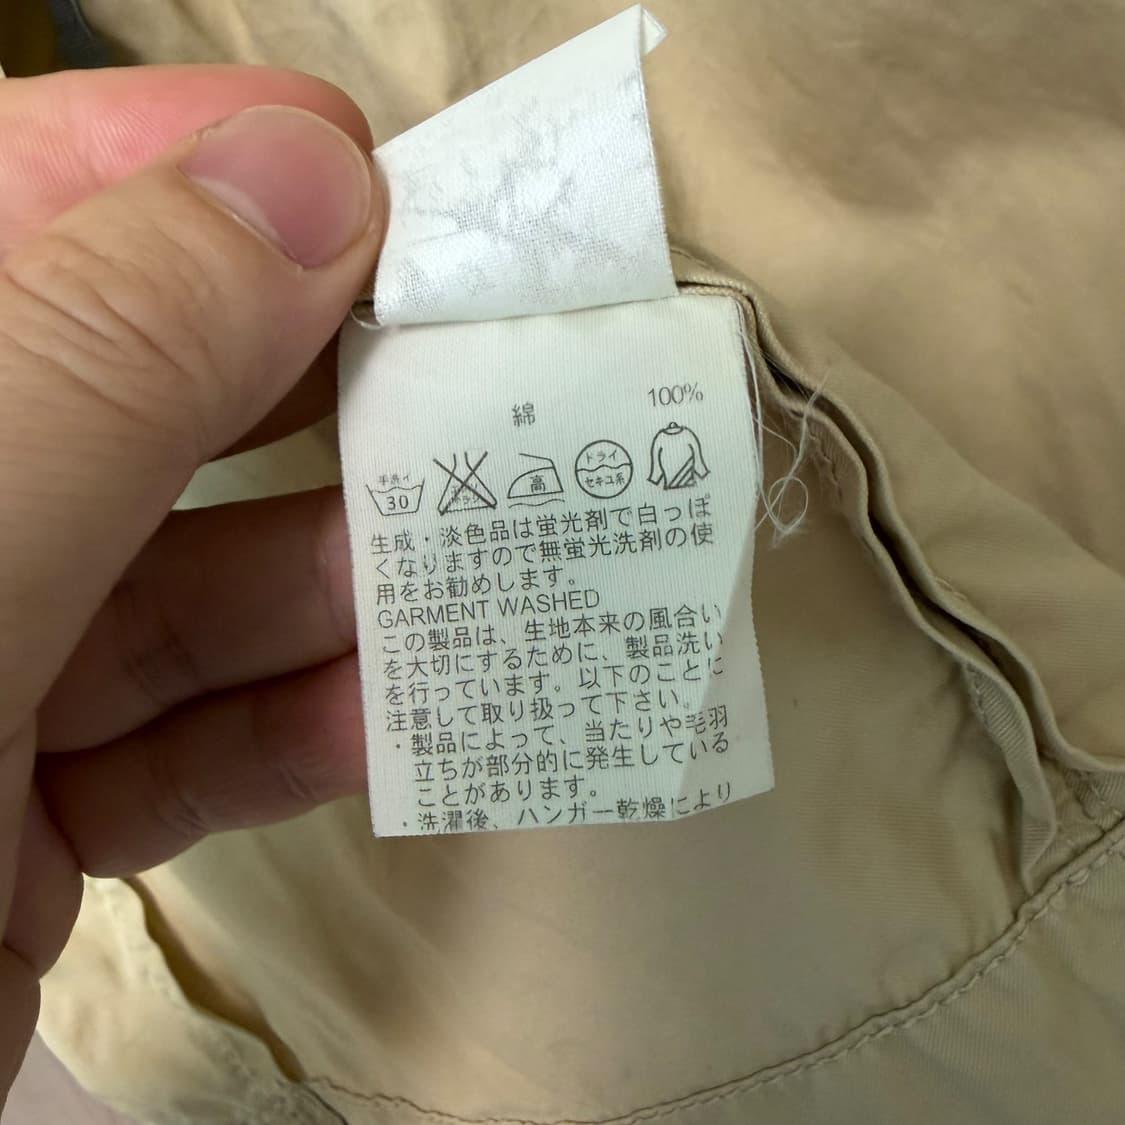 綿 100%
手洗イ 30 高 ドライ セキユ系
生成・淡色品は蛍光剤で白っぽ
くなりますので無蛍光洗剤の使
用をお勧めします。
GARMENT WASHED
この製品は、生地本来の風合い
を大切にするために、製品洗い
を行っています。以下のことに
注意して取り扱って下さい。
・製品によって、当たりや毛羽
立ちが部分的に発生している
ことがあります。
・洗濯後、ハンガー乾燥により